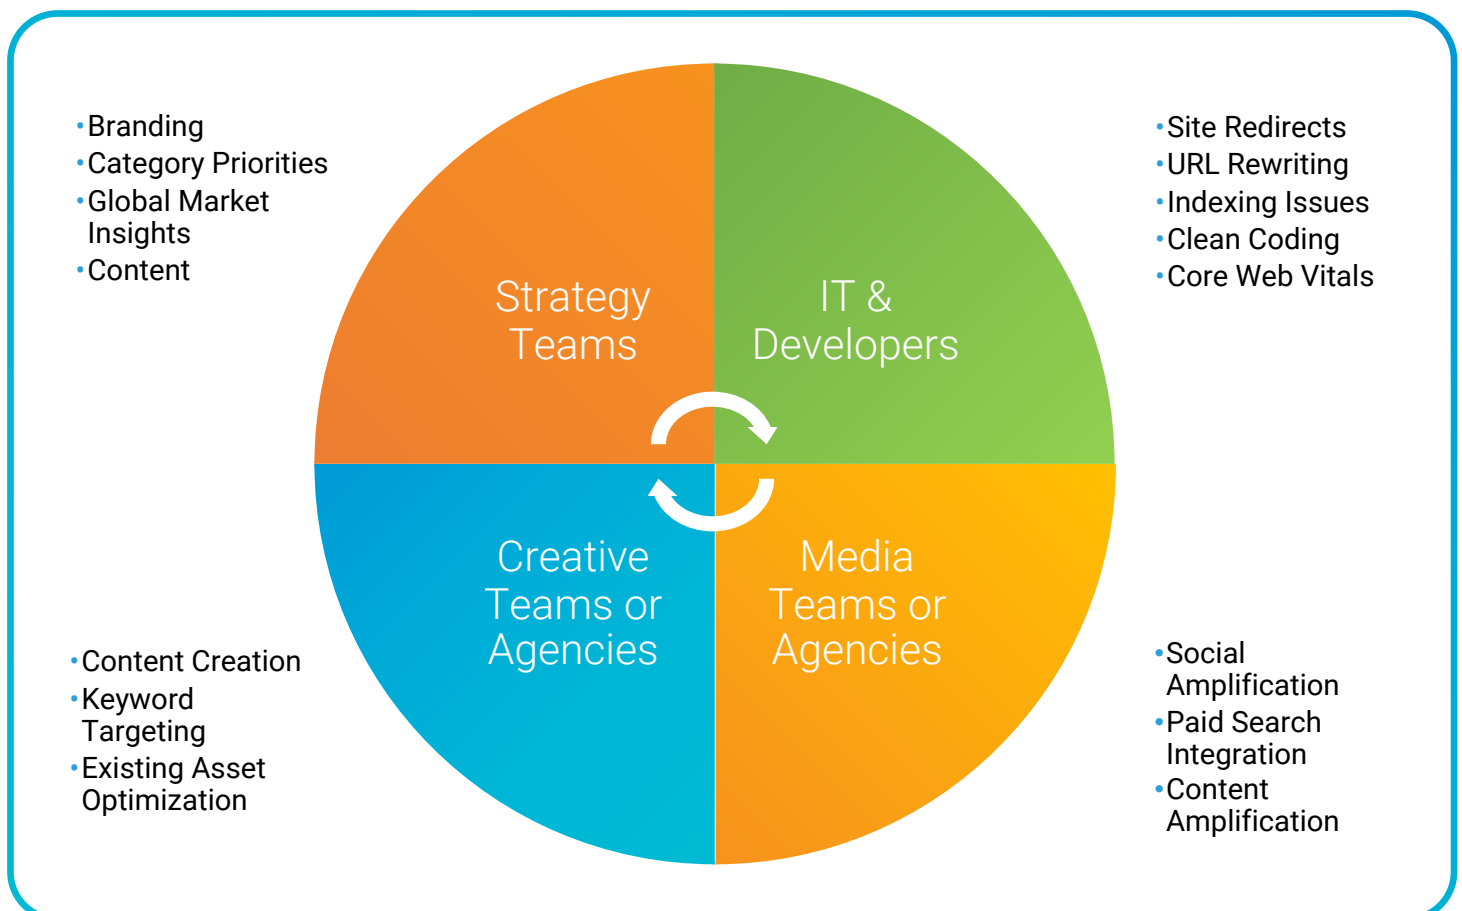 Branding
Category Priorities
Global Market
Insights
Content
Strategy
Teams
IT &
Developers
Site Redirects
URL Rewriting
Indexing Issues
Clean Coding
Core Web Vitals
Content Creation
Keyword
Targeting
Existing Asset
Optimization
Creative
Teams or
Agencies
Media
Teams or
Agencies
Social
Amplification
Paid Search
Integration
Content
Amplification